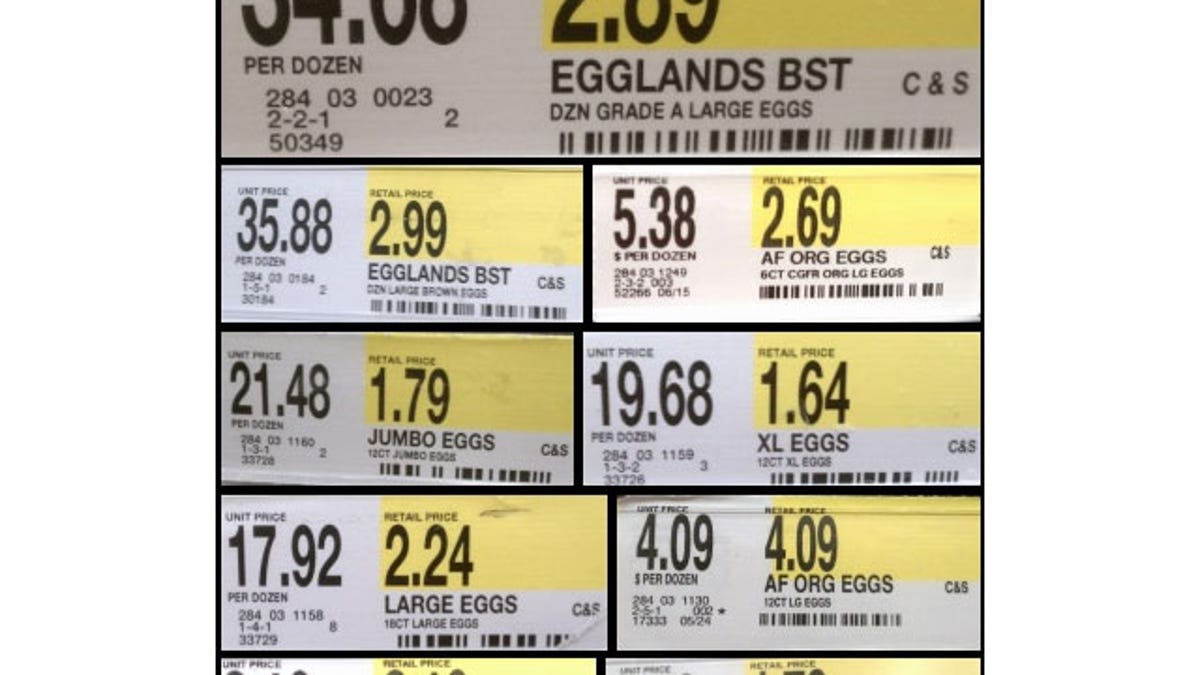 34.68 2.89
PER DOZEN
EGGLANDS BST C & S
DZN GRADE A LARGE EGGS
284 03 0023
2-2-1 2
50349
UNIT PRICE RETAIL PRICE
35.88 2.99
PER DOZEN
EGGLANDS BST C&S
DZN LARGE BROWN EGGS
284 03 0184
1-5-1 2
30184
UNIT PRICE RETAIL PRICE
5.38 2.69
$ PER DOZEN
AF ORG EGGS C&S
6CT CGFR ORG LG EGGS
284 03 1249
2-3-2 003
52266 06/15
UNIT PRICE RETAIL PRICE
21.48 1.79
PER DOZEN
JUMBO EGGS C&S
12CT JUMBO EGGS
284 03 1160
1-3-1 2
33728
UNIT PRICE RETAIL PRICE
19.68 1.64
PER DOZEN
XL EGGS C&S
12CT XL EGGS
284 03 1159
1-3-2 3
33726
UNIT PRICE RETAIL PRICE
17.92 2.24
PER DOZEN
LARGE EGGS C&S
18CT LARGE EGGS
284 03 1158
1-4-1 8
33729
UNIT PRICE RETAIL PRICE
4.09 4.09
$ PER DOZEN
AF ORG EGGS C&S
12CT LG EGGS
284 03 1130
2-5-1 002 *
17333 05/24
UNIT PRICE RETAIL PRICE
UNIT PRICE RETAIL PRICE